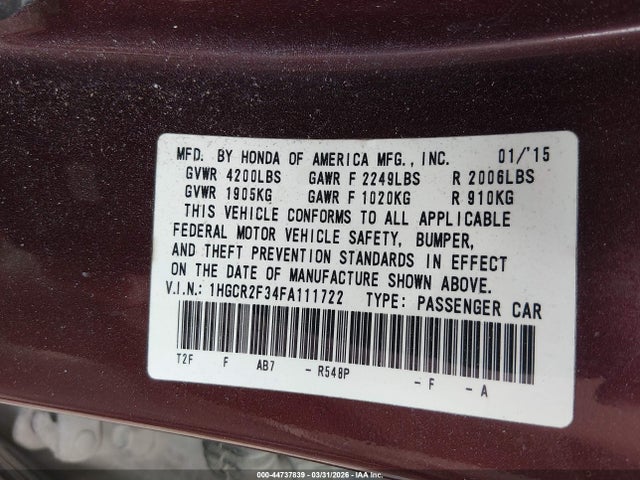 MFD. BY HONDA OF AMERICA MFG., INC. 01/'15
GVWR 4200LBS GAWR F 2249LBS R 2006LBS
GVWR 1905KG GAWR F 1020KG R 910KG
THIS VEHICLE CONFORMS TO ALL APPLICABLE
FEDERAL MOTOR VEHICLE SAFETY, BUMPER,
AND THEFT PREVENTION STANDARDS IN EFFECT
ON THE DATE OF MANUFACTURE SHOWN ABOVE.
V.I.N.: 1HGCR2F34FA111722 TYPE: PASSENGER CAR
T2F F AB7 - R548P - F - A
000-44737839 | 03/31/2026 | IAA